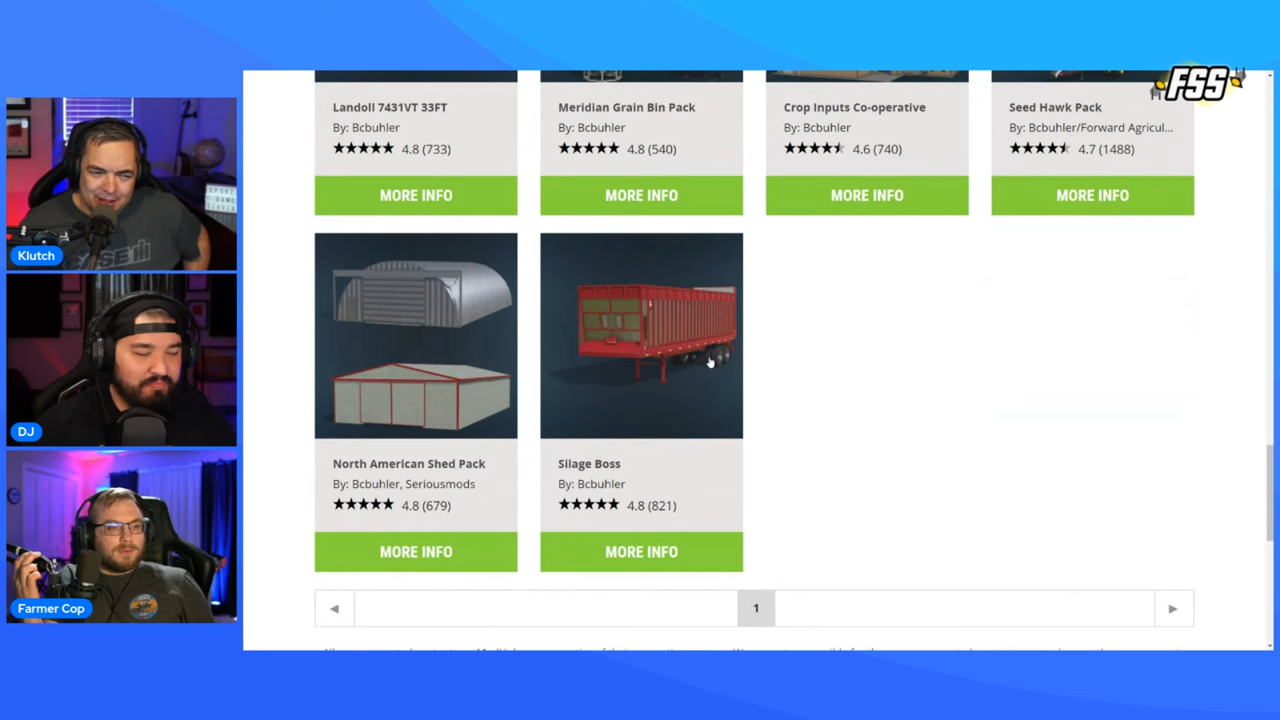 FSS
Landoll 7431VT 33FT
By: Bcbuhler
4.8 (733)
MORE INFO
Meridian Grain Bin Pack
By: Bcbuhler
4.8 (540)
MORE INFO
Crop Inputs Co-operative
By: Bcbuhler
4.6 (740)
MORE INFO
Seed Hawk Pack
By: Bcbuhler/Forward Agricul...
4.7 (1488)
MORE INFO
North American Shed Pack
By: Bcbuhler, Seriousmods
4.8 (679)
MORE INFO
Silage Boss
By: Bcbuhler
4.8 (821)
MORE INFO
1
Klutch
DJ
Farmer Cop